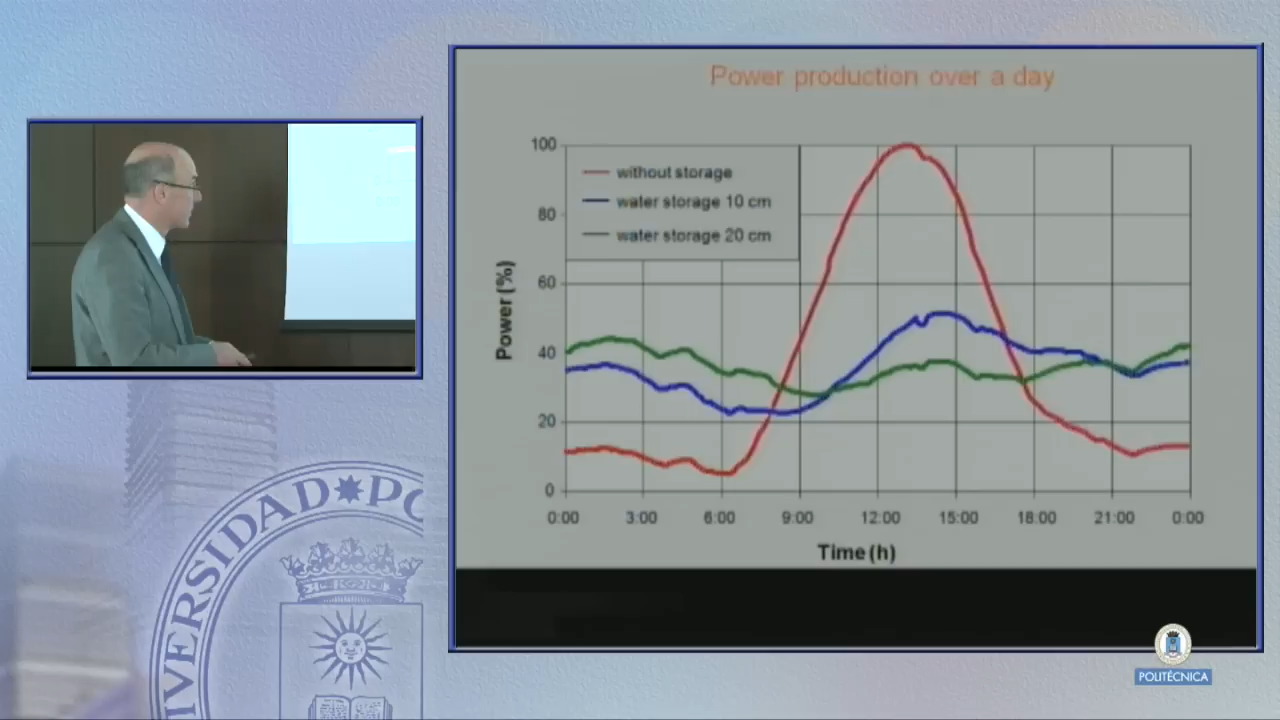 Power production over a day
100
without storage
water storage 10 cm
80
water storage 20 cm
60
Power (%)
40
20
0
0:00 3:00 6:00 9:00 12:00 15:00 18:00 21:00 0:00
Time (h)
VERSIDAD PO
POLITÉCNICA